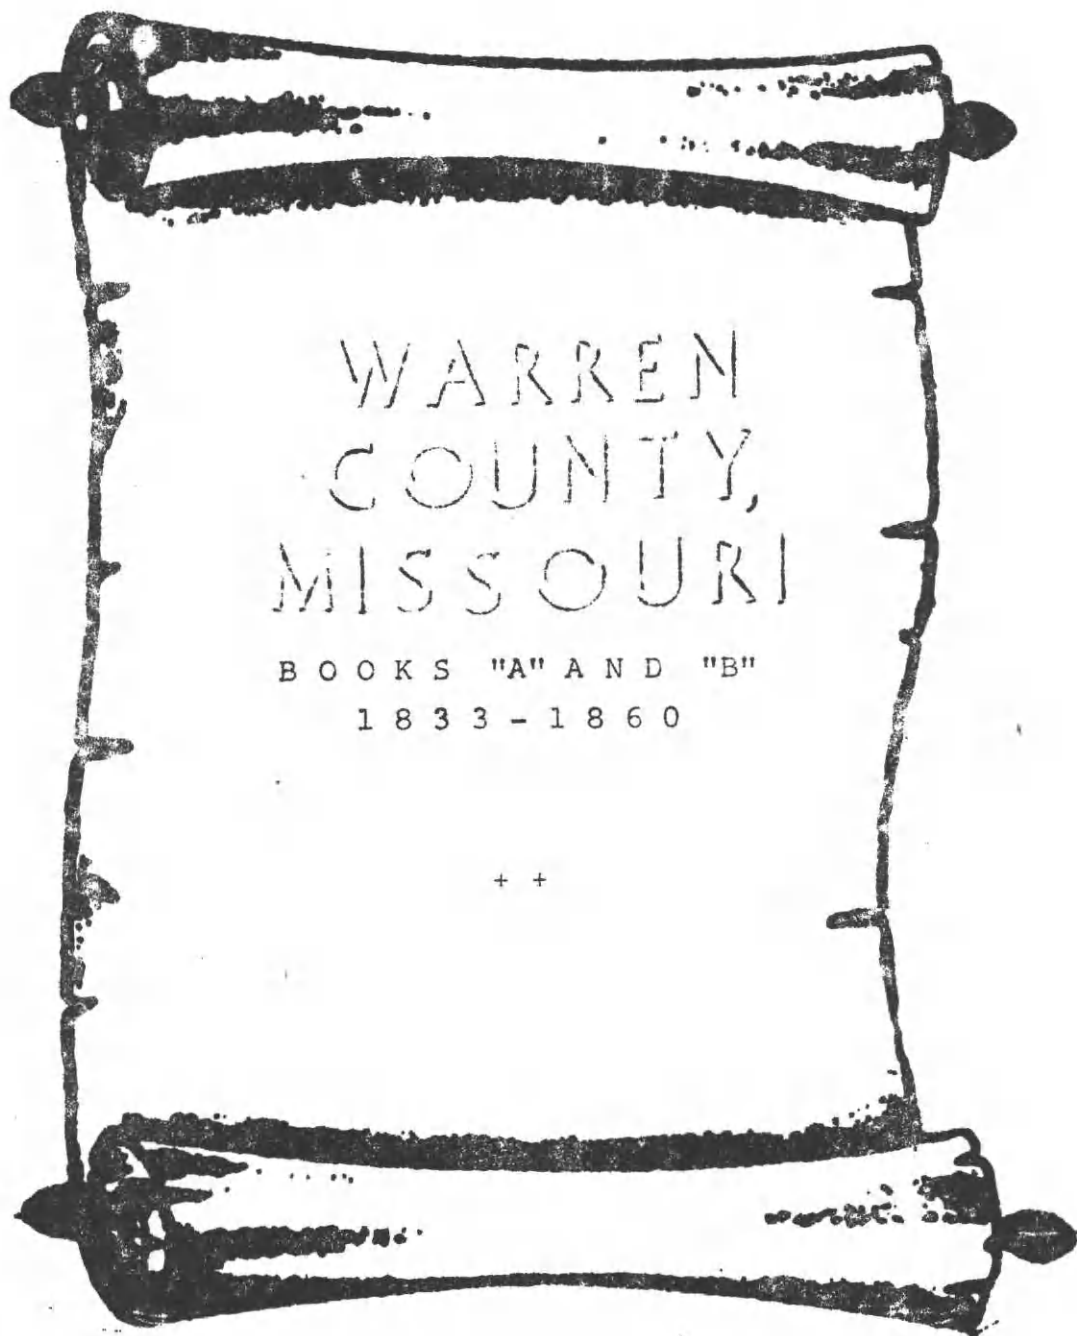 WARREN
COUNTY,
MISSOURI
BOOKS "A" AND "B"
1833-1860
+ +